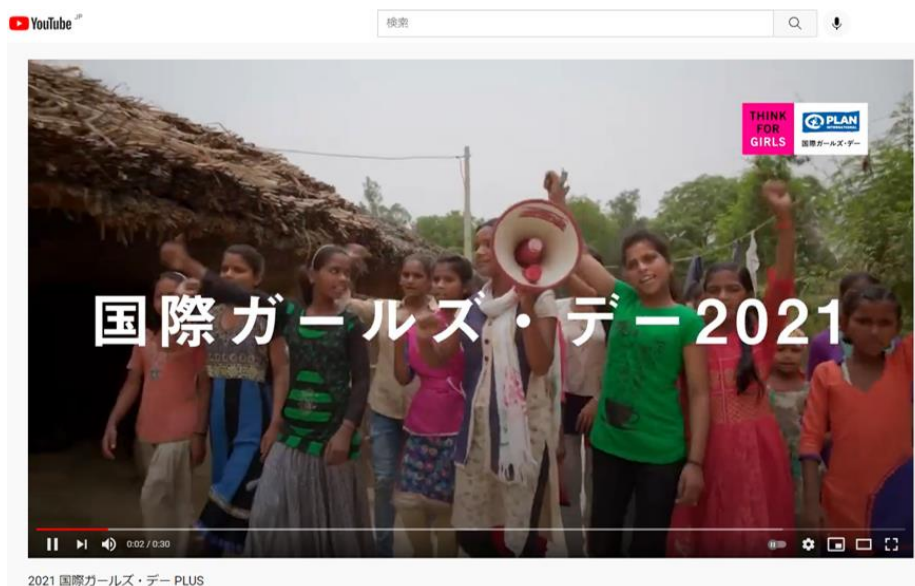 YouTube JP
検索
THINK
FOR
GIRLS
PLAN
INTERNATIONAL
国際ガールズ・デー
国際ガールズ・デー2021
0:02 / 0:30
2021 国際ガールズ・デー PLUS